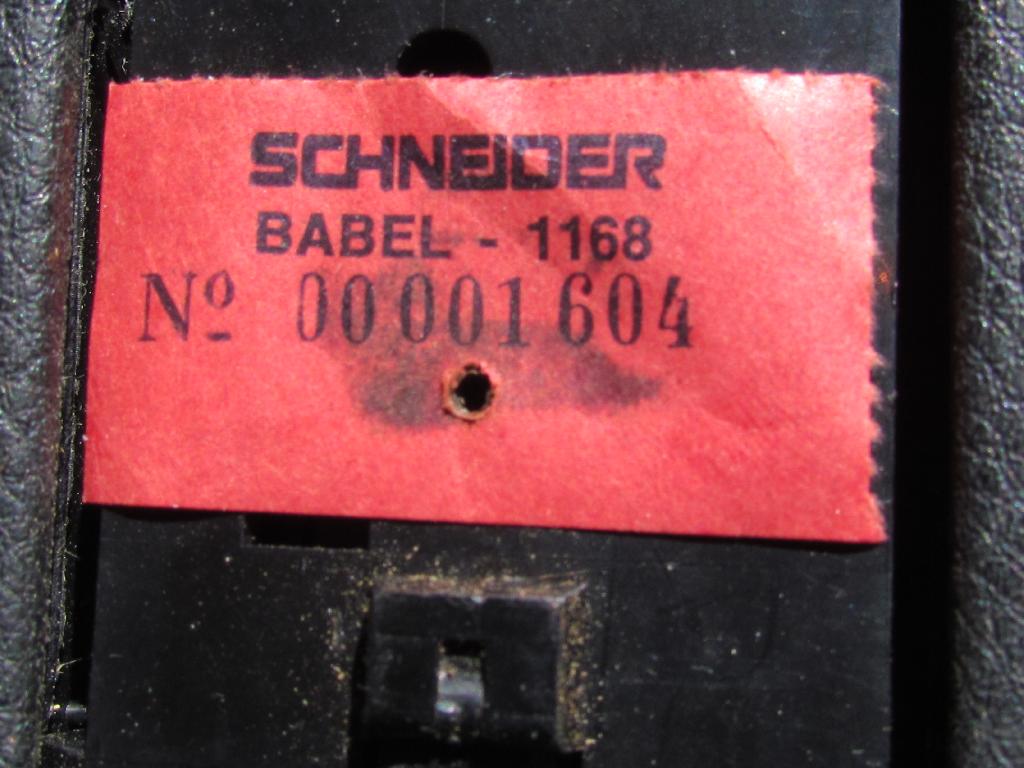 SCHNEIDER
BABEL - 1168
Nº 00001604